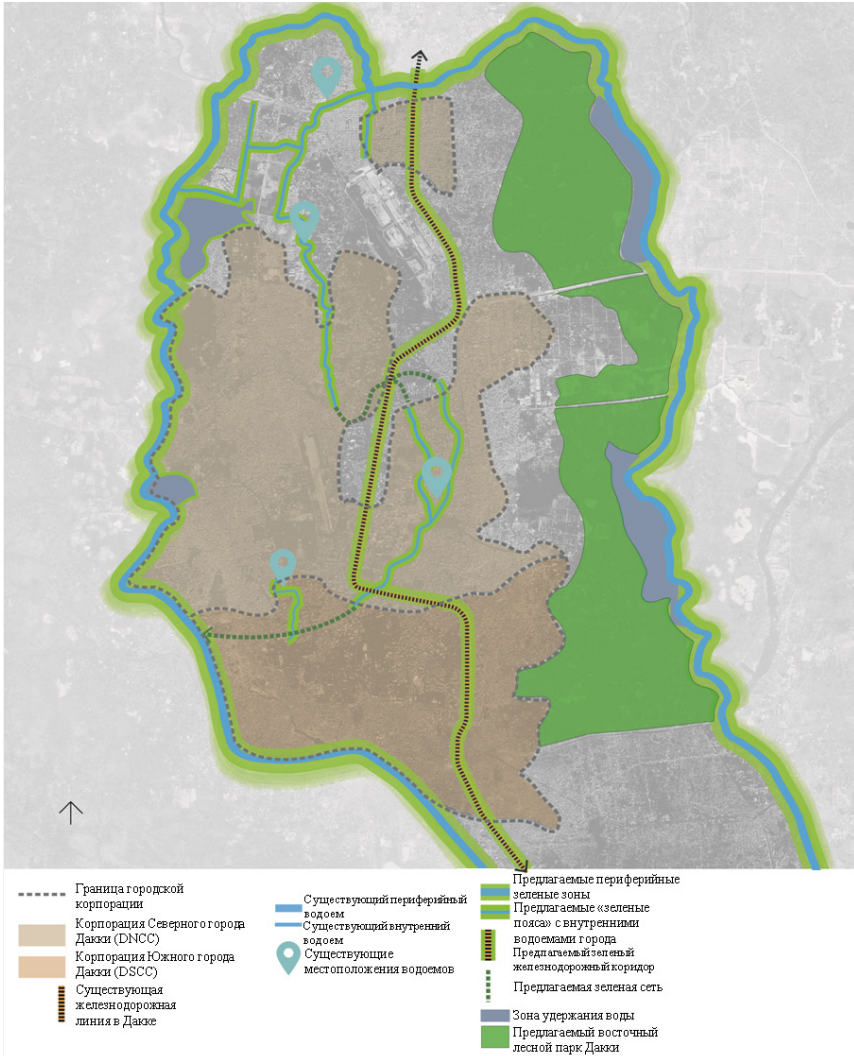 Граница городской
корпорации
Корпорация Северного города
Дакки (DNCC)
Корпорация Южного города
Дакки (DSCC)
Существующая
железнодорожная
линия в Дакке
Существующий периферийный
водоем
Существующий внутренний
водоем
Существующие
местоположения водоемов
Предлагаемые периферийные
зеленые зоны
Предлагаемые «зеленые
пояса» с внутренними
водоемами города
Предлагаемый зеленый
железнодорожный коридор
Предлагаемая зеленая сеть
Зона удержания воды
Предлагаемый восточный
лесной парк Дакки